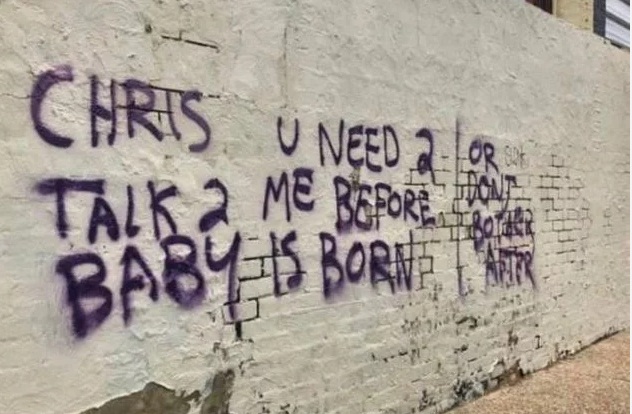 CHRIS U NEED 2
TALK 2 ME BEFORE
BABY IS BORN
OR
DONT
BOTHER
AFTER